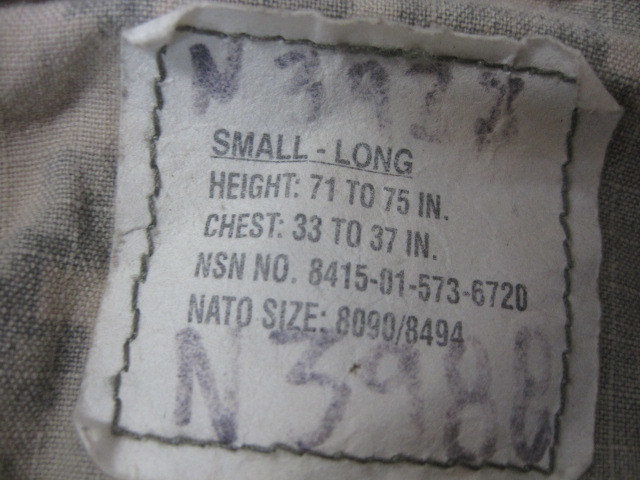 SMALL - LONG
HEIGHT: 71 TO 75 IN.
CHEST: 33 TO 37 IN.
NSN NO. 8415-01-573-6720
NATO SIZE: 8090/8494